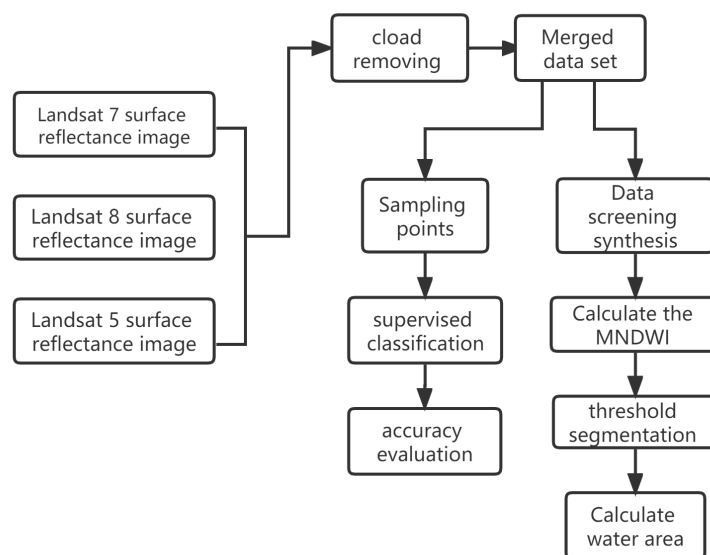 cload
removing
Merged
data set
Landsat 7 surface
reflectance image
Landsat 8 surface
reflectance image
Landsat 5 surface
reflectance image
Sampling
points
supervised
classification
accuracy
evaluation
Data
screening
synthesis
Calculate the
MNDWI
threshold
segmentation
Calculate
water area